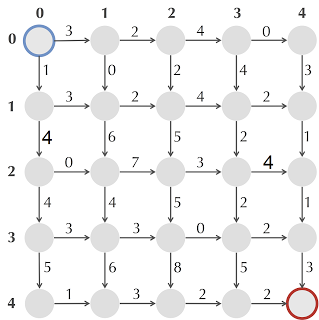 0 1 2 3 4
0 3 2 4 0
1 0 2 4 3
1 3 2 4 2
4 6 5 2 1
2 0 7 3 4
4 4 5 2 1
3 3 3 0 2
5 6 8 5 3
4 1 3 2 2